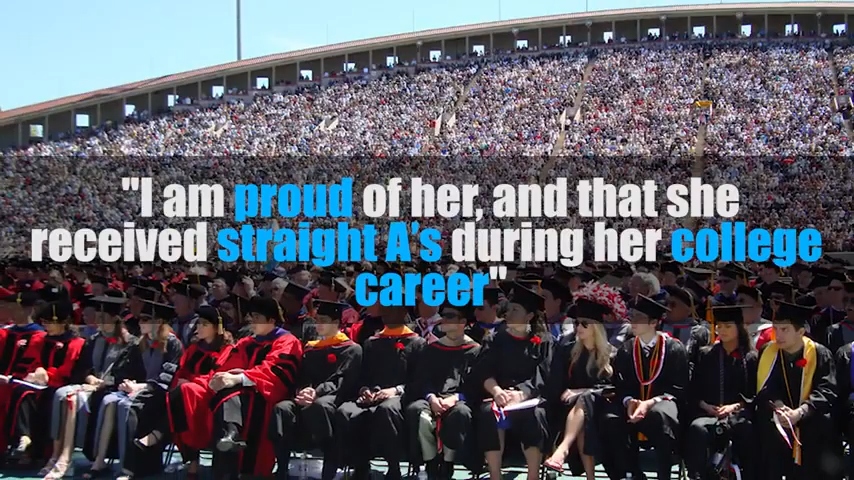 "I am proud of her, and that she
received straight A's during her college
career"